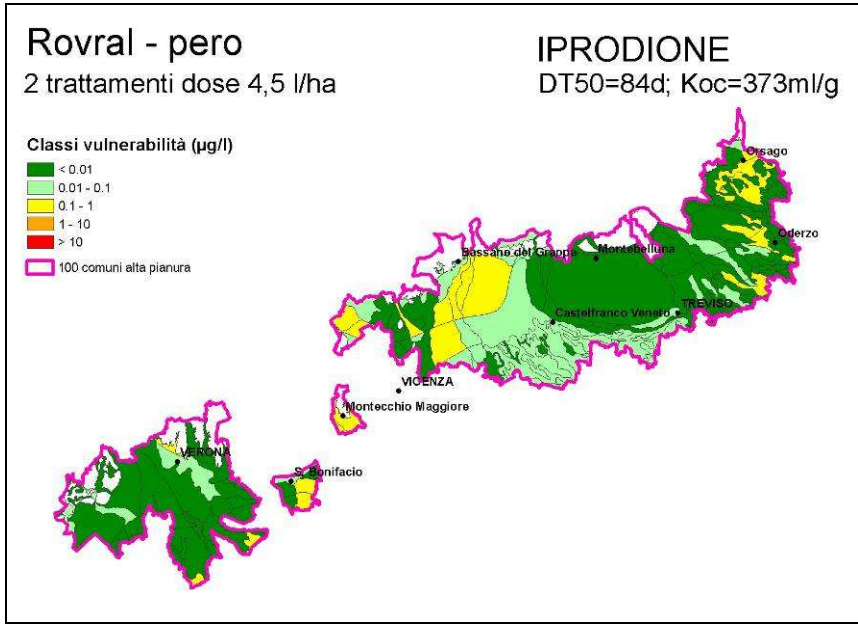 Rovral - pero
2 trattamenti dose 4,5 l/ha
IPRODIONE
DT50=84d; Koc=373ml/g
Classi vulnerabilità (µg/l)
< 0.01
0.01 - 0.1
0.1 - 1
1 - 10
> 10
100 comuni alta pianura
Orsago
Oderzo
Bassano del Grappa
Montebelluna
TREVISO
Castelfranco Veneto
VICENZA
Montecchio Maggiore
VERONA
S. Bonifacio